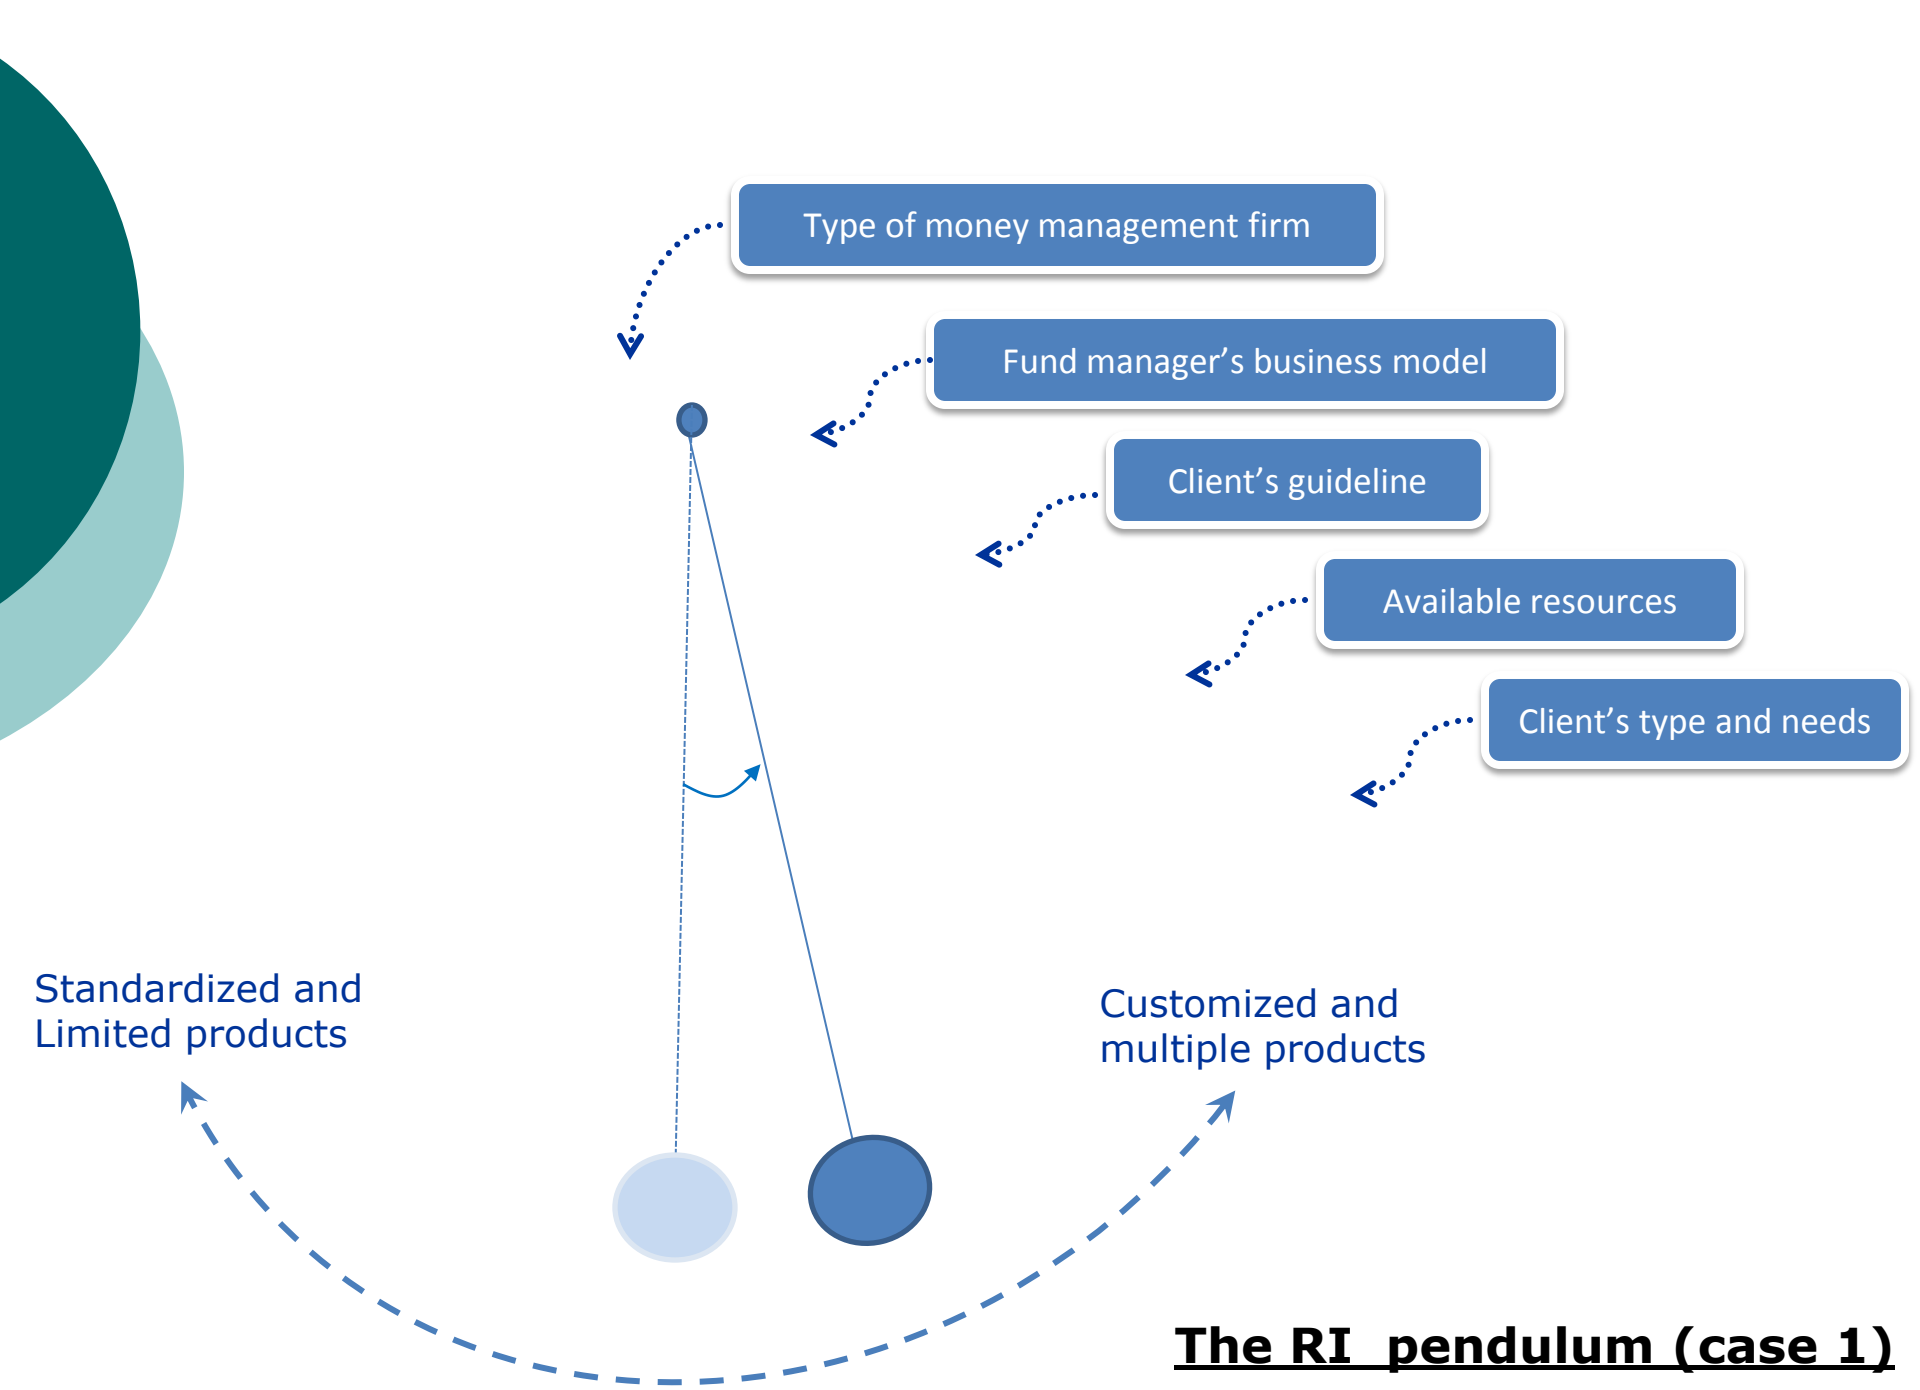 Type of money management firm
Fund manager’s business model
Client’s guideline
Available resources
Client’s type and needs
Standardized and
Limited products
Customized and
multiple products
The RI  pendulum (case 1)